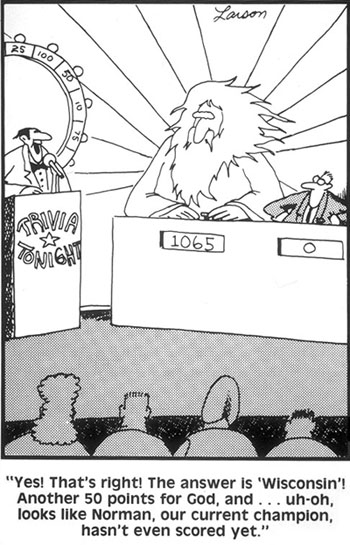 Larson
25 100 50 10 75
TRIVIA
TONIGHT
1065
0
"Yes! That's right! The answer is 'Wisconsin'!
Another 50 points for God, and . . . uh-oh,
looks like Norman, our current champion,
hasn't even scored yet."